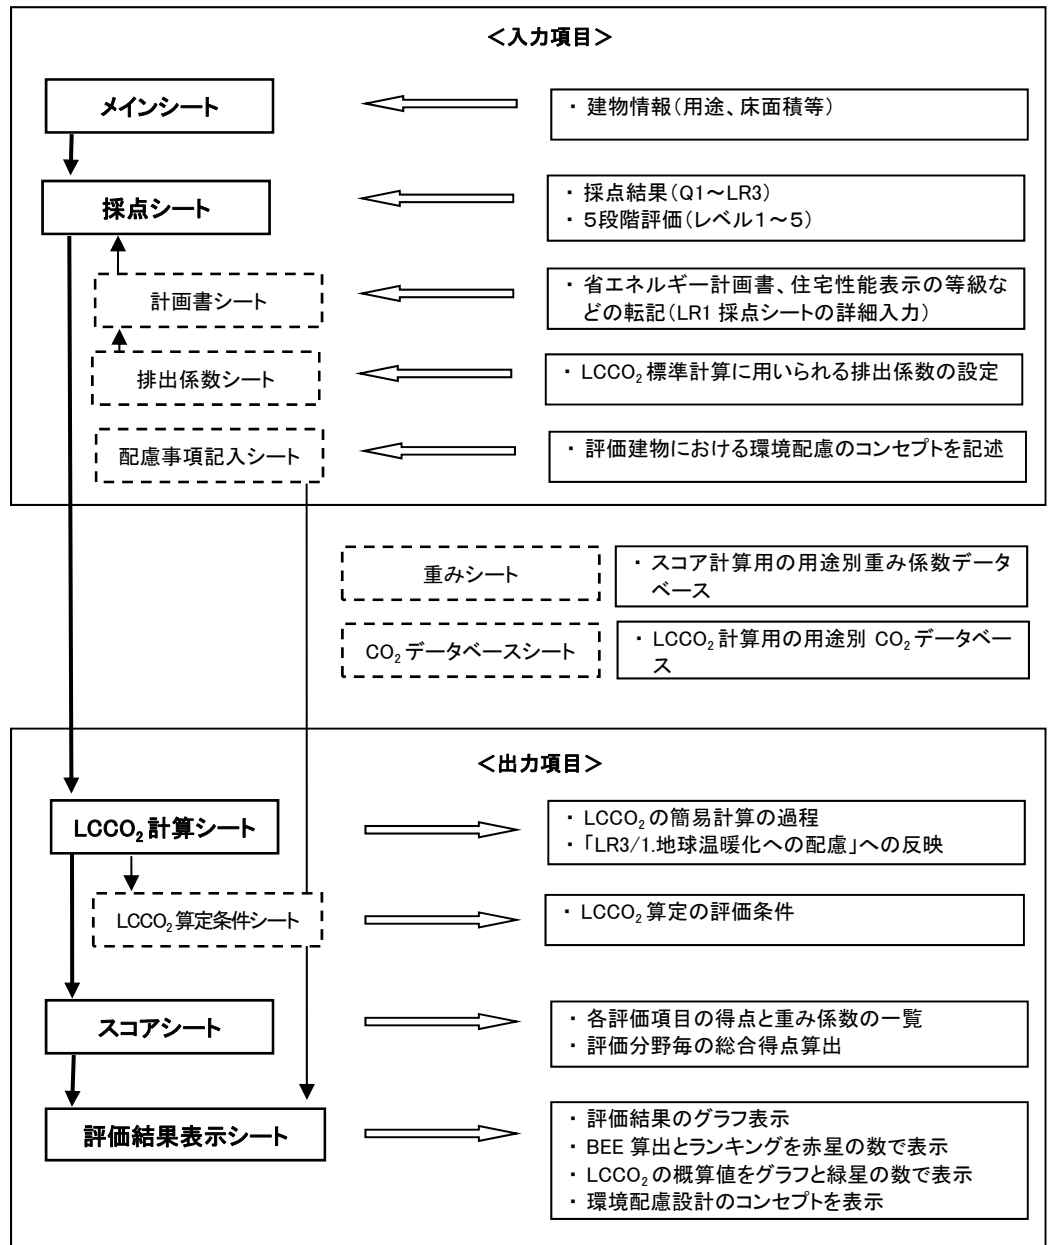 ＜入力項目＞
メインシート
・ 建物情報（用途、床面積等）
採点シート
・ 採点結果（Q1～LR3）
・ 5段階評価（レベル１～５）
計画書シート
・ 省エネルギー計画書、住宅性能表示の等級な
どの転記（LR1 採点シートの詳細入力）
排出係数シート
・ LCCO₂標準計算に用いられる排出係数の設定
配慮事項記入シート
・ 評価建物における環境配慮のコンセプトを記述
重みシート
・ スコア計算用の用途別重み係数データ
ベース
CO₂データベースシート
・ LCCO₂計算用の用途別 CO₂データベー
ス
＜出力項目＞
LCCO₂計算シート
・ LCCO₂の簡易計算の過程
・ 「LR3/1.地球温暖化への配慮」への反映
LCCO₂算定条件シート
・ LCCO₂算定の評価条件
スコアシート
・ 各評価項目の得点と重み係数の一覧
・ 評価分野毎の総合得点算出
評価結果表示シート
・ 評価結果のグラフ表示
・ BEE 算出とランキングを赤星の数で表示
・ LCCO₂の概算値をグラフと緑星の数で表示
・ 環境配慮設計のコンセプトを表示